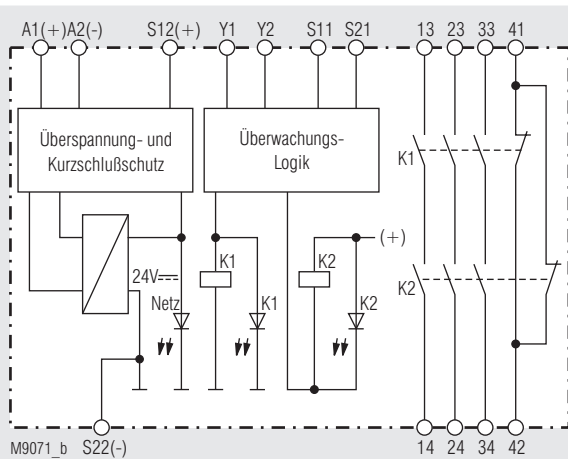 A1(+) A2(-) S12(+) Y1 Y2 S11 S21 13 23 33 41
Überspannung- und
Kurzschlußschutz
Überwachungs-
Logik
K1
(+)
K1
K2
24V
K2
Netz
K1
K2
M9071_b
S22(-)
14 24 34 42